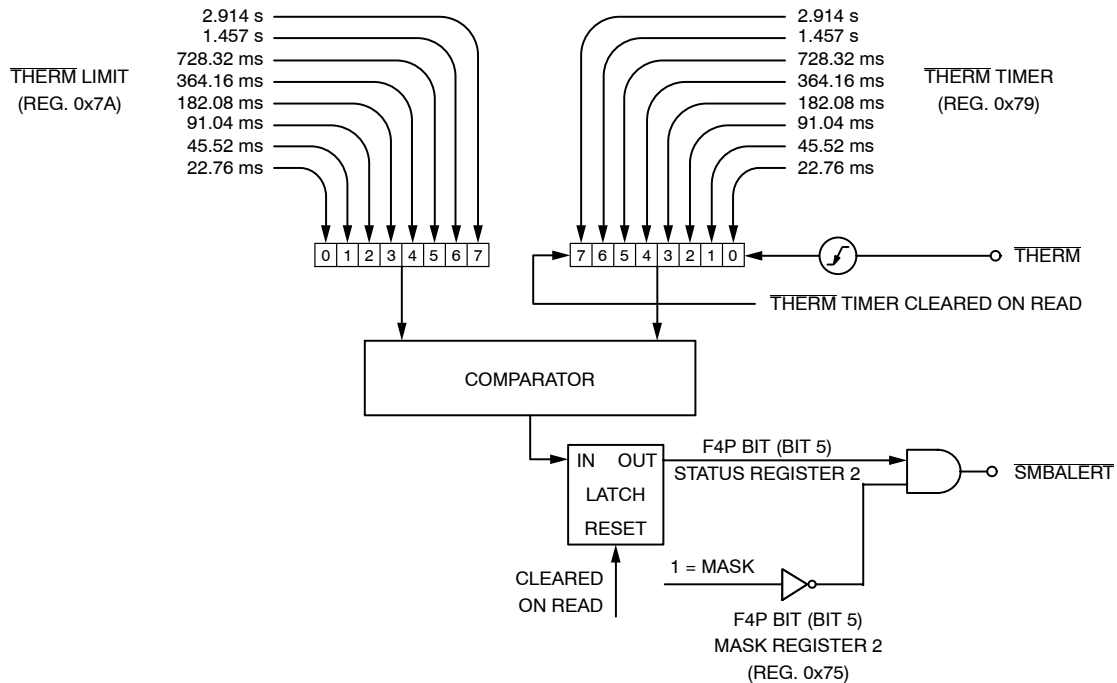 2.914 s
1.457 s
728.32 ms
364.16 ms
182.08 ms
91.04 ms
45.52 ms
22.76 ms
THERM LIMIT
(REG. 0x7A)
2.914 s
1.457 s
728.32 ms
364.16 ms
182.08 ms
91.04 ms
45.52 ms
22.76 ms
THERM TIMER
(REG. 0x79)
0 1 2 3 4 5 6 7
7 6 5 4 3 2 1 0
THERM
THERM TIMER CLEARED ON READ
COMPARATOR
IN OUT
LATCH
RESET
F4P BIT (BIT 5)
STATUS REGISTER 2
SMBALERT
CLEARED
ON READ
1 = MASK
F4P BIT (BIT 5)
MASK REGISTER 2
(REG. 0x75)